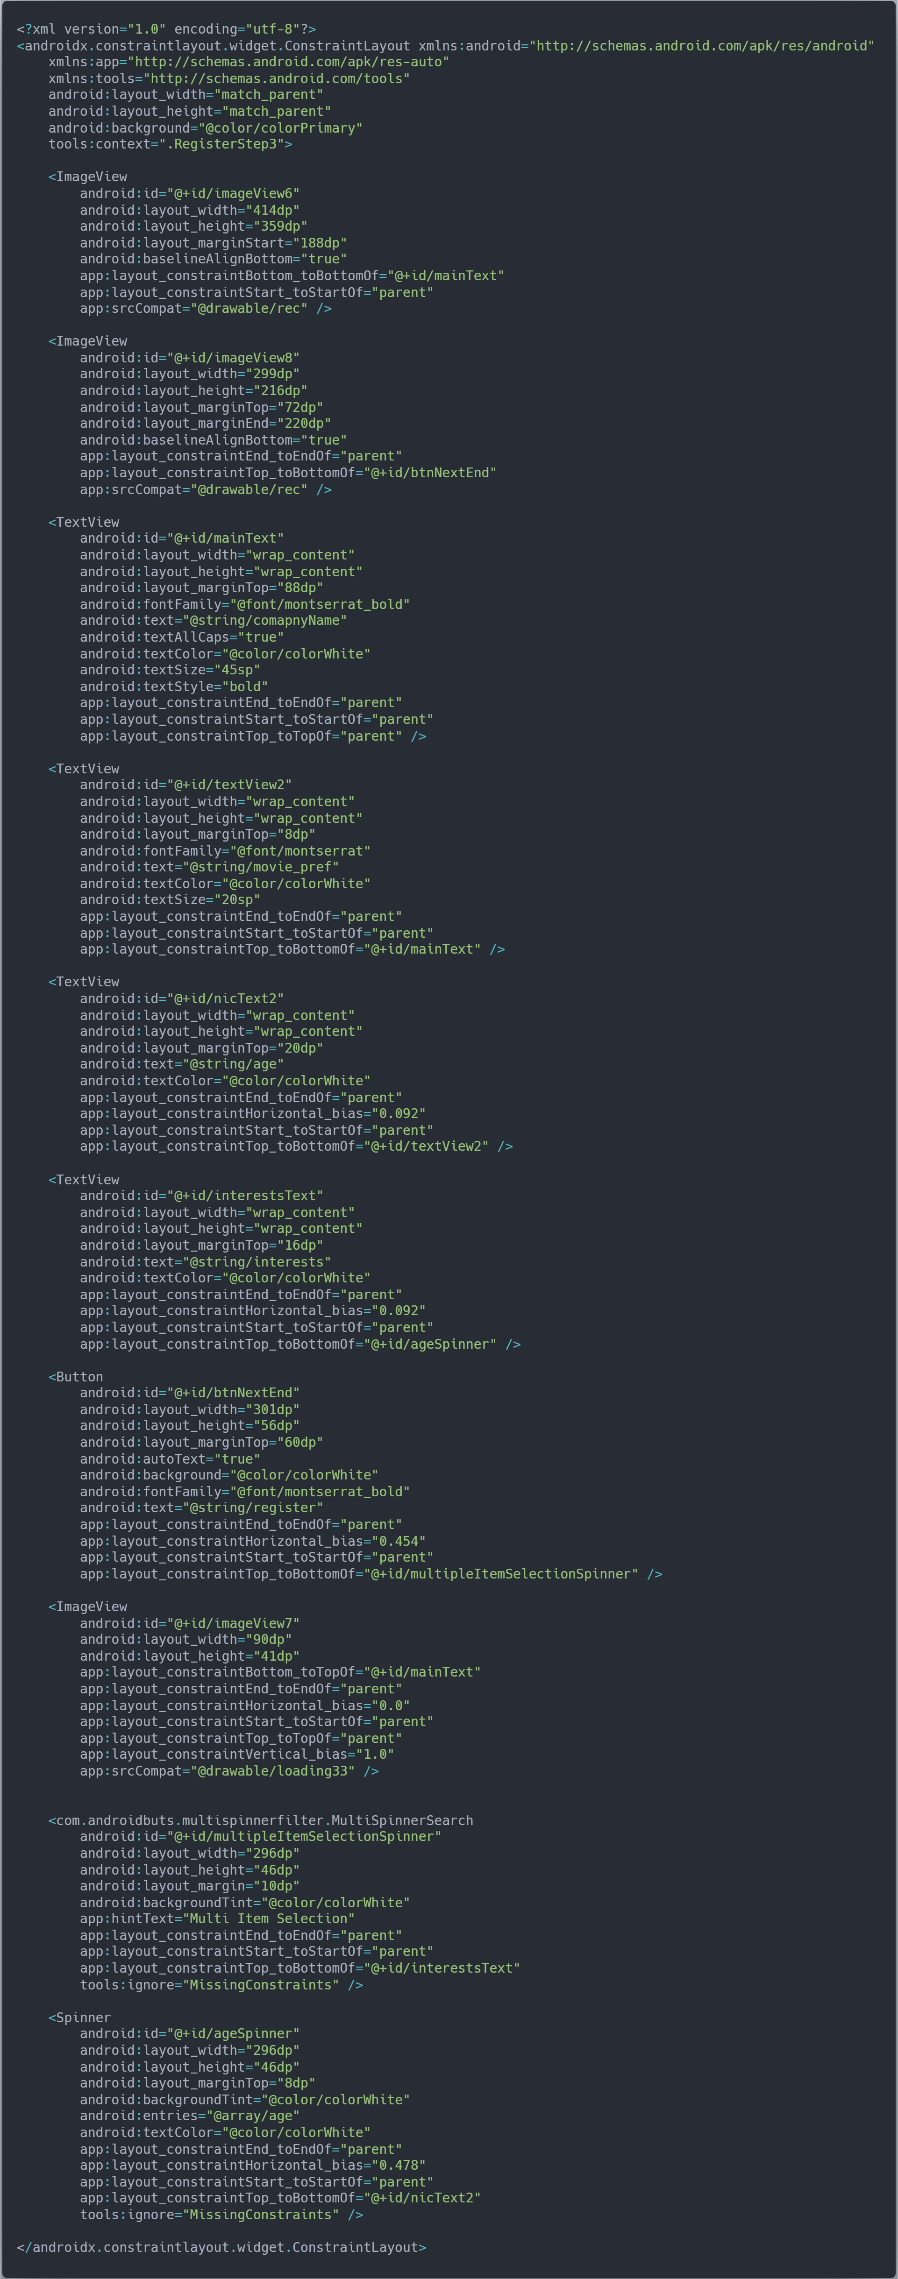 <?xml version="1.0" encoding="utf-8"?>
<androidx.constraintlayout.widget.ConstraintLayout xmlns:android="http://schemas.android.com/apk/res/android"
    xmlns:app="http://schemas.android.com/apk/res-auto"
    xmlns:tools="http://schemas.android.com/tools"
    android:layout_width="match_parent"
    android:layout_height="match_parent"
    android:background="@color/colorPrimary"
    tools:context=".RegisterStep3">

    <ImageView
        android:id="@+id/imageView6"
        android:layout_width="414dp"
        android:layout_height="359dp"
        android:layout_marginStart="188dp"
        android:baselineAlignBottom="true"
        app:layout_constraintBottom_toBottomOf="@+id/mainText"
        app:layout_constraintStart_toStartOf="parent"
        app:srcCompat="@drawable/rec" />

    <ImageView
        android:id="@+id/imageView8"
        android:layout_width="299dp"
        android:layout_height="216dp"
        android:layout_marginTop="72dp"
        android:layout_marginEnd="220dp"
        android:baselineAlignBottom="true"
        app:layout_constraintEnd_toEndOf="parent"
        app:layout_constraintTop_toBottomOf="@+id/btnNextEnd"
        app:srcCompat="@drawable/rec" />

    <TextView
        android:id="@+id/mainText"
        android:layout_width="wrap_content"
        android:layout_height="wrap_content"
        android:layout_marginTop="88dp"
        android:fontFamily="@font/montserrat_bold"
        android:text="@string/comapnyName"
        android:textAllCaps="true"
        android:textColor="@color/colorWhite"
        android:textSize="45sp"
        android:textStyle="bold"
        app:layout_constraintEnd_toEndOf="parent"
        app:layout_constraintStart_toStartOf="parent"
        app:layout_constraintTop_toTopOf="parent" />

    <TextView
        android:id="@+id/textView2"
        android:layout_width="wrap_content"
        android:layout_height="wrap_content"
        android:layout_marginTop="8dp"
        android:fontFamily="@font/montserrat"
        android:text="@string/movie_pref"
        android:textColor="@color/colorWhite"
        android:textSize="20sp"
        app:layout_constraintEnd_toEndOf="parent"
        app:layout_constraintStart_toStartOf="parent"
        app:layout_constraintTop_toBottomOf="@+id/mainText" />

    <TextView
        android:id="@+id/nicText2"
        android:layout_width="wrap_content"
        android:layout_height="wrap_content"
        android:layout_marginTop="20dp"
        android:text="@string/age"
        android:textColor="@color/colorWhite"
        app:layout_constraintEnd_toEndOf="parent"
        app:layout_constraintHorizontal_bias="0.092"
        app:layout_constraintStart_toStartOf="parent"
        app:layout_constraintTop_toBottomOf="@+id/textView2" />

    <TextView
        android:id="@+id/interestsText"
        android:layout_width="wrap_content"
        android:layout_height="wrap_content"
        android:layout_marginTop="16dp"
        android:text="@string/interests"
        android:textColor="@color/colorWhite"
        app:layout_constraintEnd_toEndOf="parent"
        app:layout_constraintHorizontal_bias="0.092"
        app:layout_constraintStart_toStartOf="parent"
        app:layout_constraintTop_toBottomOf="@+id/ageSpinner" />

    <Button
        android:id="@+id/btnNextEnd"
        android:layout_width="301dp"
        android:layout_height="56dp"
        android:layout_marginTop="60dp"
        android:autoText="true"
        android:background="@color/colorWhite"
        android:fontFamily="@font/montserrat_bold"
        android:text="@string/register"
        app:layout_constraintEnd_toEndOf="parent"
        app:layout_constraintHorizontal_bias="0.454"
        app:layout_constraintStart_toStartOf="parent"
        app:layout_constraintTop_toBottomOf="@+id/multipleItemSelectionSpinner" />

    <ImageView
        android:id="@+id/imageView7"
        android:layout_width="90dp"
        android:layout_height="41dp"
        app:layout_constraintBottom_toTopOf="@+id/mainText"
        app:layout_constraintEnd_toEndOf="parent"
        app:layout_constraintHorizontal_bias="0.0"
        app:layout_constraintStart_toStartOf="parent"
        app:layout_constraintTop_toTopOf="parent"
        app:layout_constraintVertical_bias="1.0"
        app:srcCompat="@drawable/loading33" />


    <com.androidbuts.multispinnerfilter.MultiSpinnerSearch
        android:id="@+id/multipleItemSelectionSpinner"
        android:layout_width="296dp"
        android:layout_height="46dp"
        android:layout_margin="10dp"
        android:backgroundTint="@color/colorWhite"
        app:hintText="Multi Item Selection"
        app:layout_constraintEnd_toEndOf="parent"
        app:layout_constraintStart_toStartOf="parent"
        app:layout_constraintTop_toBottomOf="@+id/interestsText"
        tools:ignore="MissingConstraints" />

    <Spinner
        android:id="@+id/ageSpinner"
        android:layout_width="296dp"
        android:layout_height="46dp"
        android:layout_marginTop="8dp"
        android:backgroundTint="@color/colorWhite"
        android:entries="@array/age"
        android:textColor="@color/colorWhite"
        app:layout_constraintEnd_toEndOf="parent"
        app:layout_constraintHorizontal_bias="0.478"
        app:layout_constraintStart_toStartOf="parent"
        app:layout_constraintTop_toBottomOf="@+id/nicText2"
        tools:ignore="MissingConstraints" />

</androidx.constraintlayout.widget.ConstraintLayout>